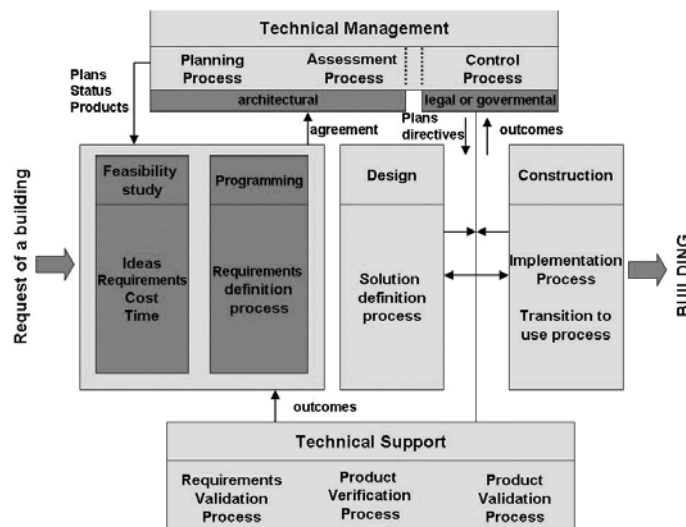 Technical Management
Planning
Process
Assessment
Process
Control
Process
architectural
legal or govermental
Plans
Status
Products
agreement
Plans
directives
outcomes
Request of a building
Feasibility
study
Ideas
Requirements
Cost
Time
Programming
Requirements
definition
process
Design
Solution
definition
process
Construction
Implementation
Process
Transition to
use process
BUILDING
outcomes
Technical Support
Requirements
Validation
Process
Product
Verification
Process
Product
Validation
Process